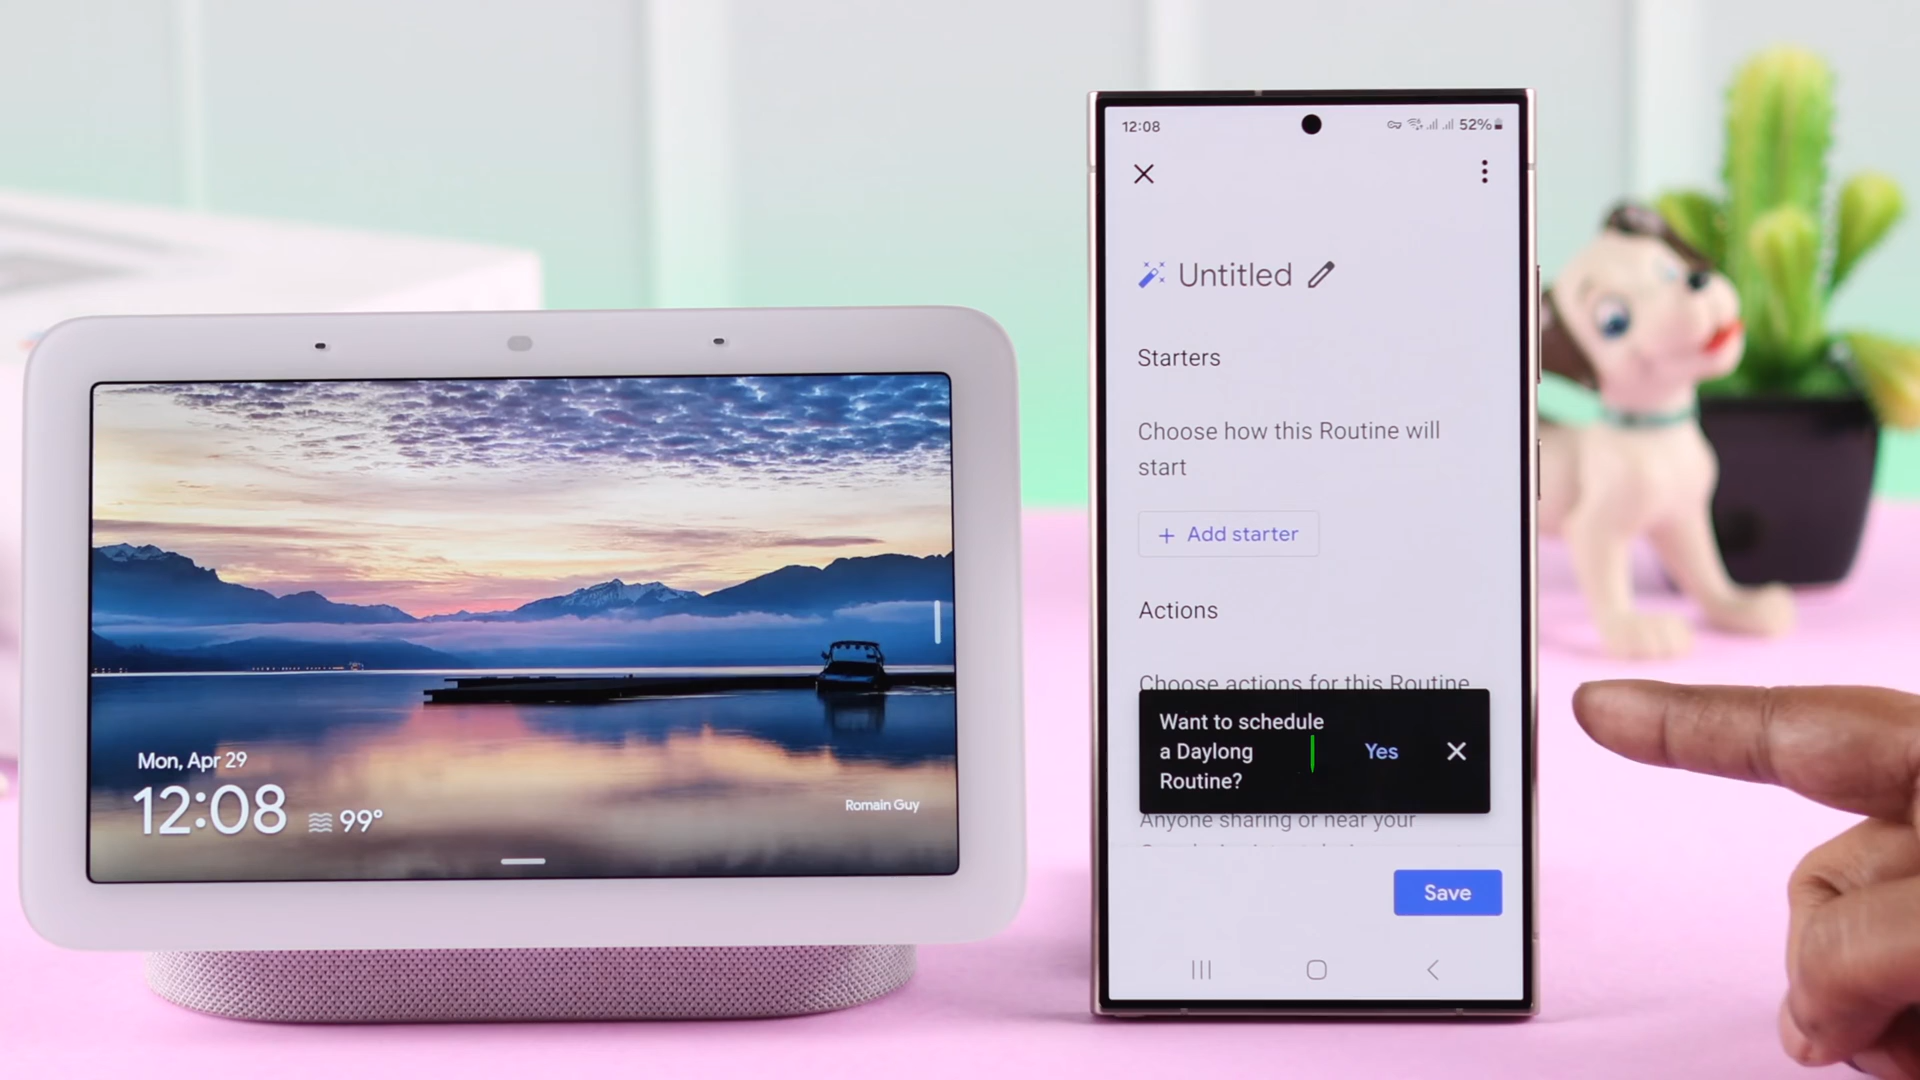 Mon, Apr 29
12:08
99°
Romain Guy
12:08
52%
Untitled
Starters
Choose how this Routine will
start
+ Add starter
Actions
Choose actions for this Routine
Want to schedule
a Daylong
Routine?
Yes
Anyone sharing or near your
Save